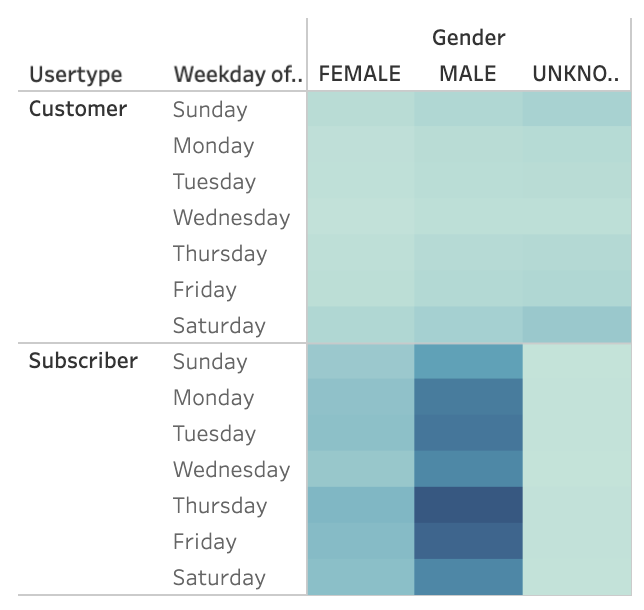 Gender
Usertype Weekday of.. FEMALE MALE UNKNO..
Customer Sunday
Monday
Tuesday
Wednesday
Thursday
Friday
Saturday
Subscriber Sunday
Monday
Tuesday
Wednesday
Thursday
Friday
Saturday